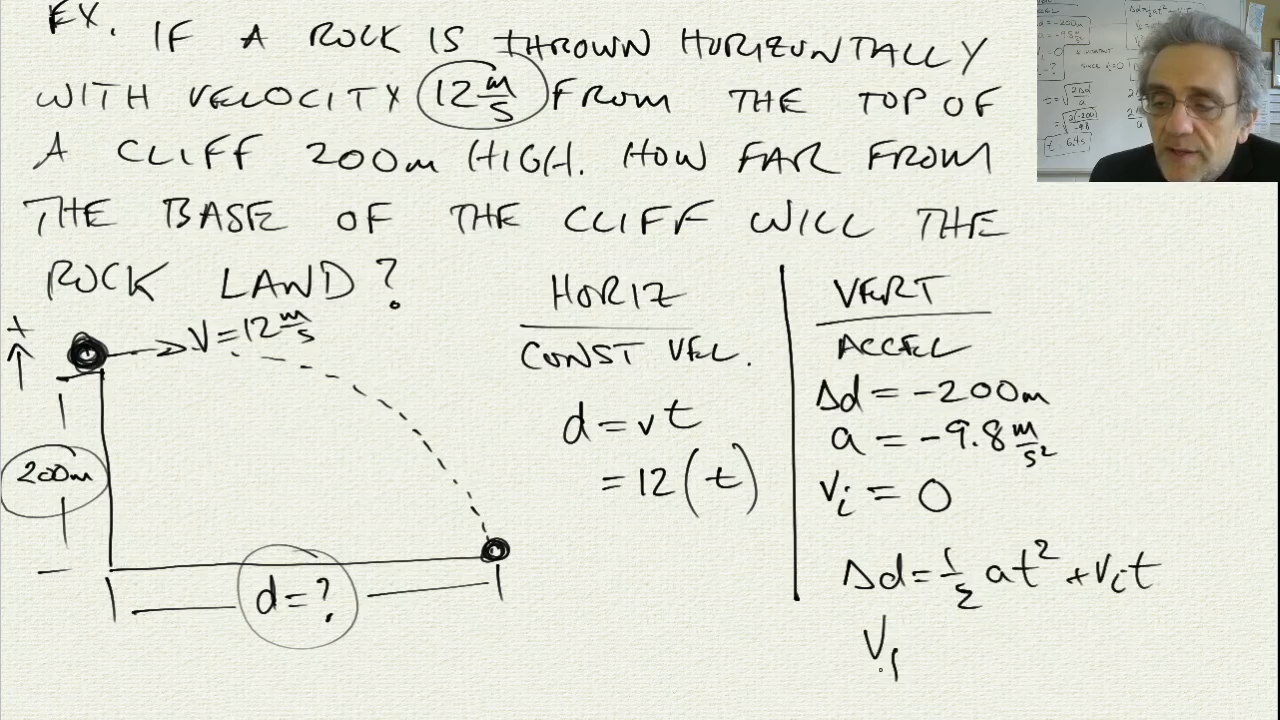 EX. IF A ROCK IS THROWN HORIZONTALLY
WITH VELOCITY 12 m/s FROM THE TOP OF
A CLIFF 200m HIGH. HOW FAR FROM
THE BASE OF THE CLIFF WILL THE
ROCK LAND?
+
V = 12 m/s
200m
d = ?
HORIZ
CONST VEL.
d = vt
= 12 (t)
VERT
ACCEL
Δd = -200m
a = -9.8 m/s²
Vi = 0
Δd = 1/2 at² + Vit
V